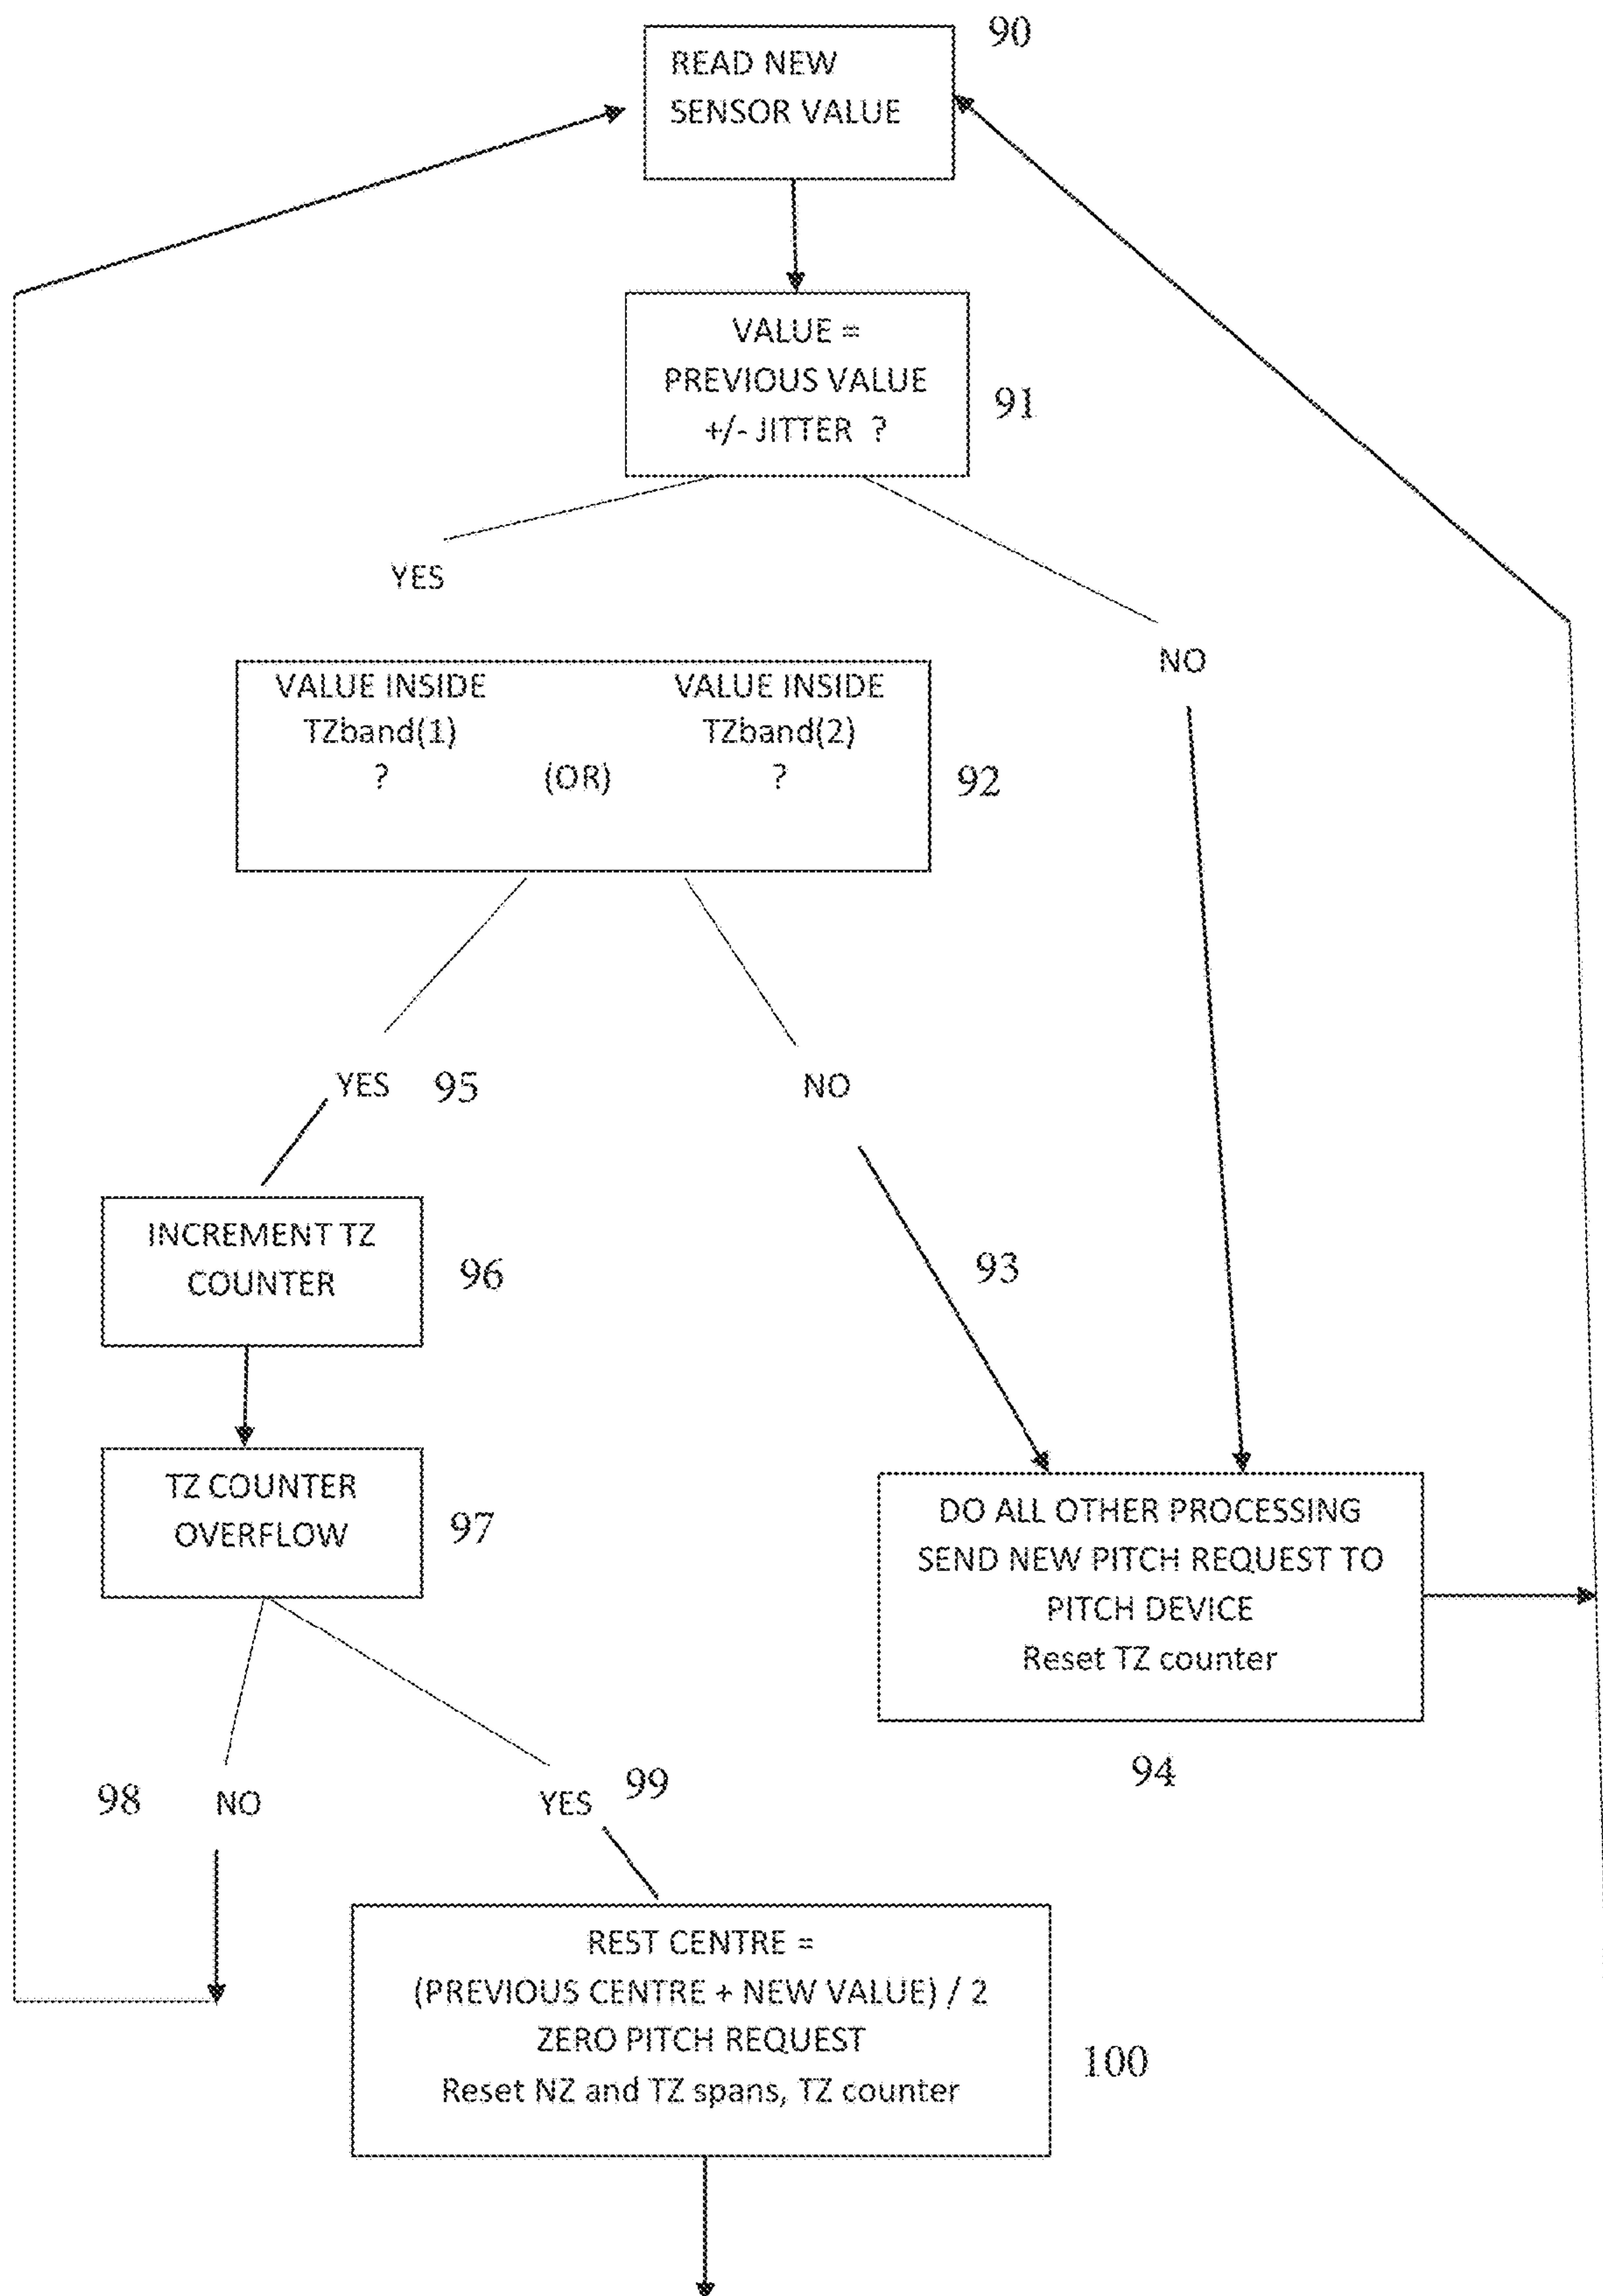 90
READ NEW
SENSOR VALUE
VALUE =
PREVIOUS VALUE
+/- JITTER ?
91
YES
NO
VALUE INSIDE
TZband(1)
?
(OR)
VALUE INSIDE
TZband(2)
?
92
YES
95
NO
INCREMENT TZ
COUNTER
96
93
TZ COUNTER
OVERFLOW
97
DO ALL OTHER PROCESSING
SEND NEW PITCH REQUEST TO
PITCH DEVICE
Reset TZ counter
94
98
NO
YES
99
REST CENTRE =
(PREVIOUS CENTRE + NEW VALUE) / 2
ZERO PITCH REQUEST
Reset NZ and TZ spans, TZ counter
100